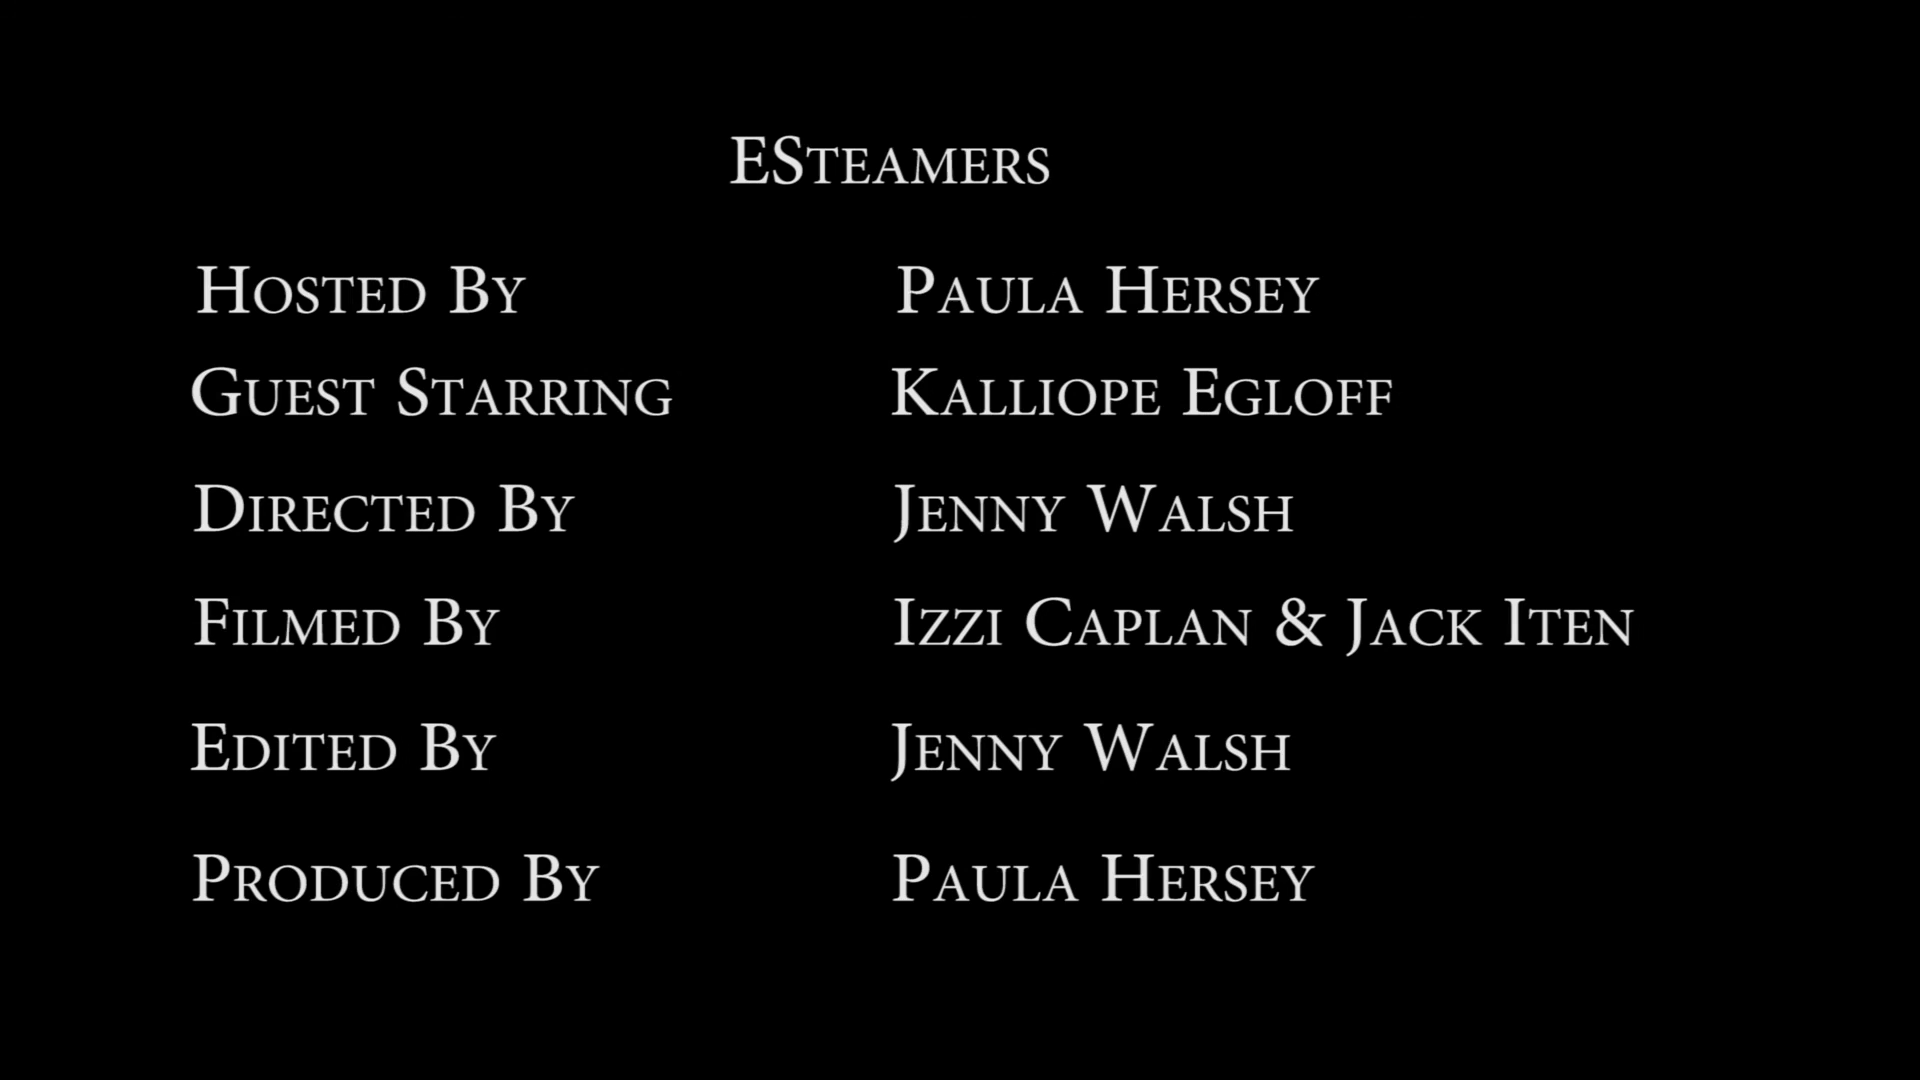 ESteamers
Hosted By Paula Hersey
Guest Starring Kalliope Egloff
Directed By Jenny Walsh
Filmed By Izzi Caplan & Jack Iten
Edited By Jenny Walsh
Produced By Paula Hersey